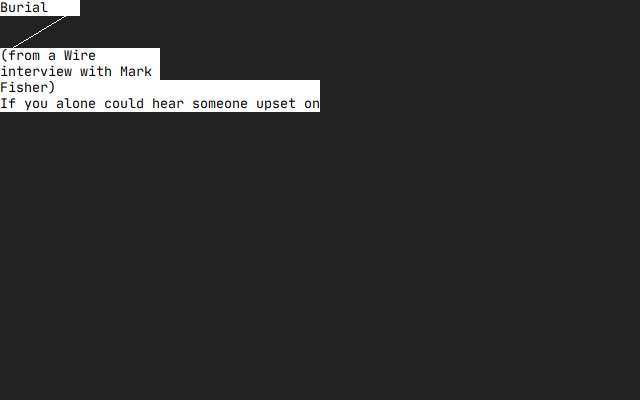 Burial
(from a Wire
interview with Mark
Fisher)
If you alone could hear someone upset on